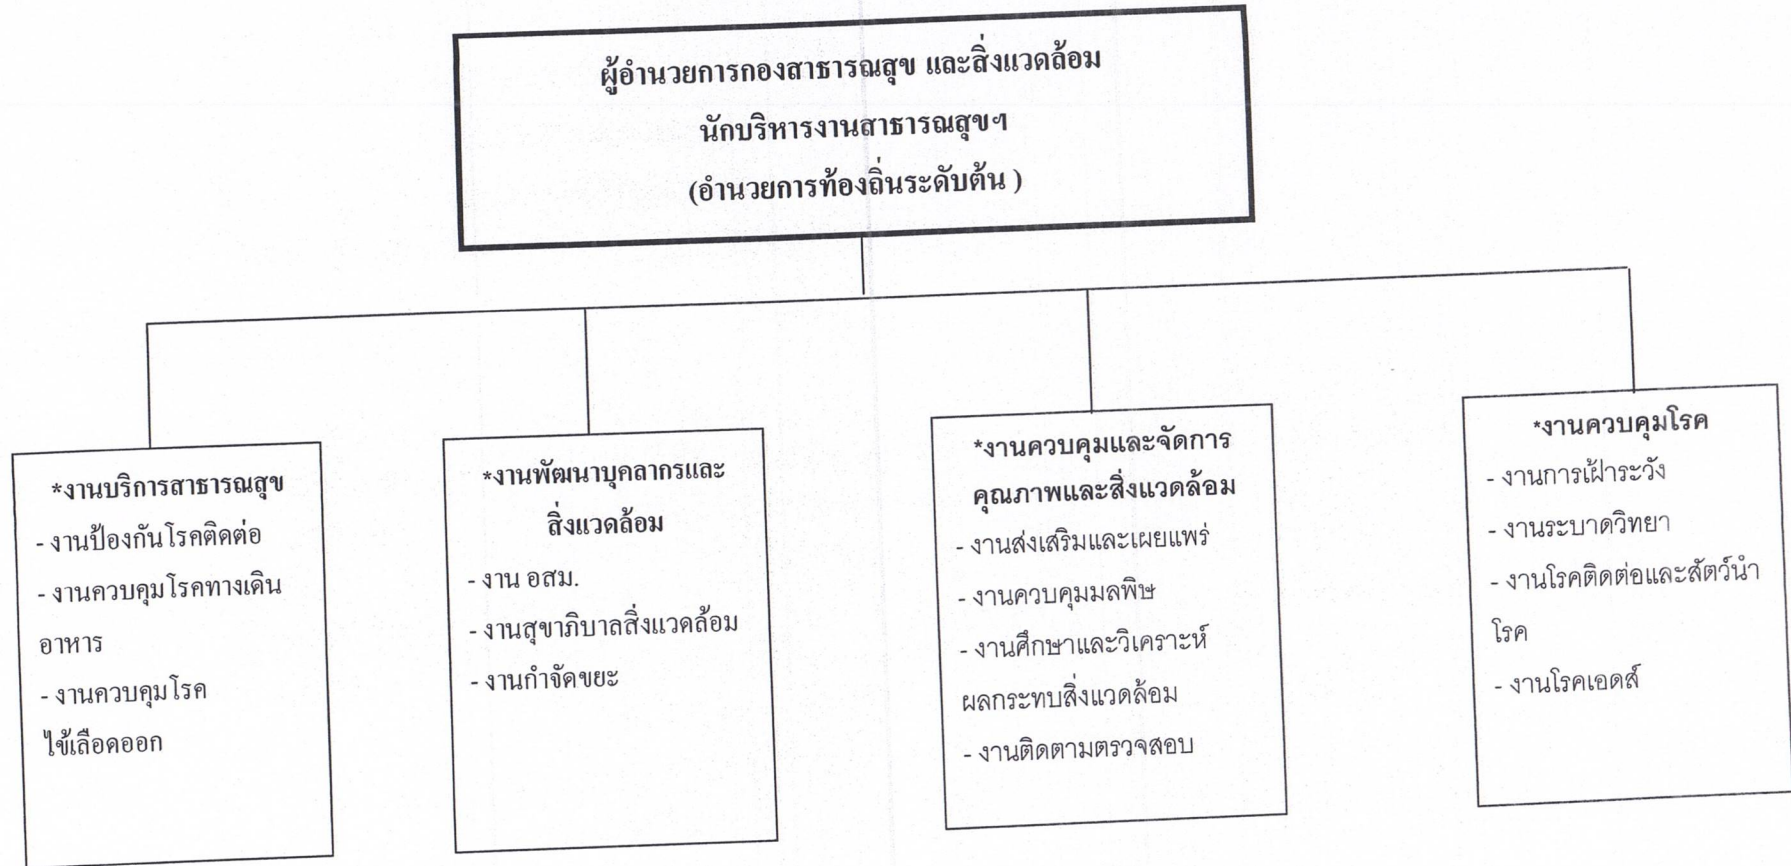 ผู้อำนวยการกองสาธารณสุข และสิ่งแวดล้อม
นักบริหารงานสาธารณสุขฯ
(อำนวยการท้องถิ่นระดับต้น )
*งานบริการสาธารณสุข
- งานป้องกันโรคติดต่อ
- งานควบคุมโรคทางเดิน
อาหาร
- งานควบคุมโรค
ไข้เลือดออก
*งานพัฒนาบุคลากรและ
สิ่งแวดล้อม
- งาน อสม.
- งานสุขาภิบาลสิ่งแวดล้อม
- งานกำจัดขยะ
*งานควบคุมและจัดการ
คุณภาพและสิ่งแวดล้อม
- งานส่งเสริมและเผยแพร่
- งานควบคุมมลพิษ
- งานศึกษาและวิเคราะห์
ผลกระทบสิ่งแวดล้อม
- งานติดตามตรวจสอบ
*งานควบคุมโรค
- งานการเฝ้าระวัง
- งานระบาดวิทยา
- งานโรคติดต่อและสัตว์นำ
โรค
- งานโรคเอดส์